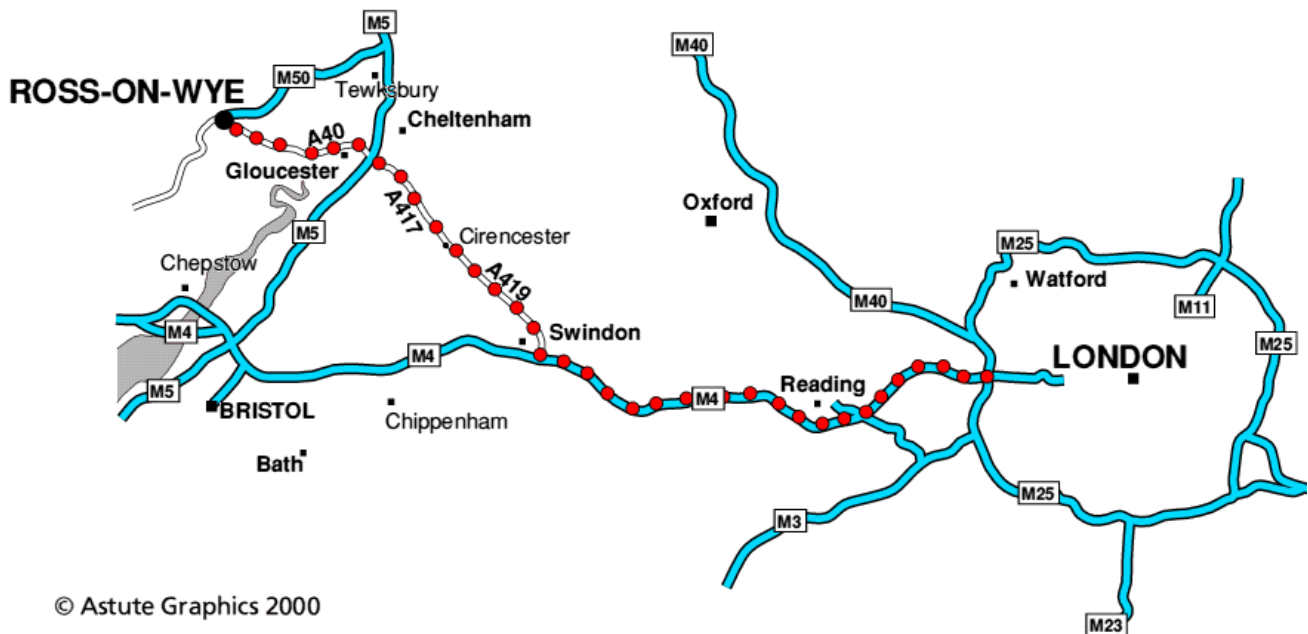 M5
M40
M50
Tewksbury
ROSS-ON-WYE
Cheltenham
A40
Gloucester
A417
Oxford
M5
Cirencester
M25
Chepstow
Watford
A419
M40
M11
M4
Swindon
M4
M25
LONDON
Reading
M5
BRISTOL
M4
Chippenham
Bath
M25
M3
© Astute Graphics 2000
M23